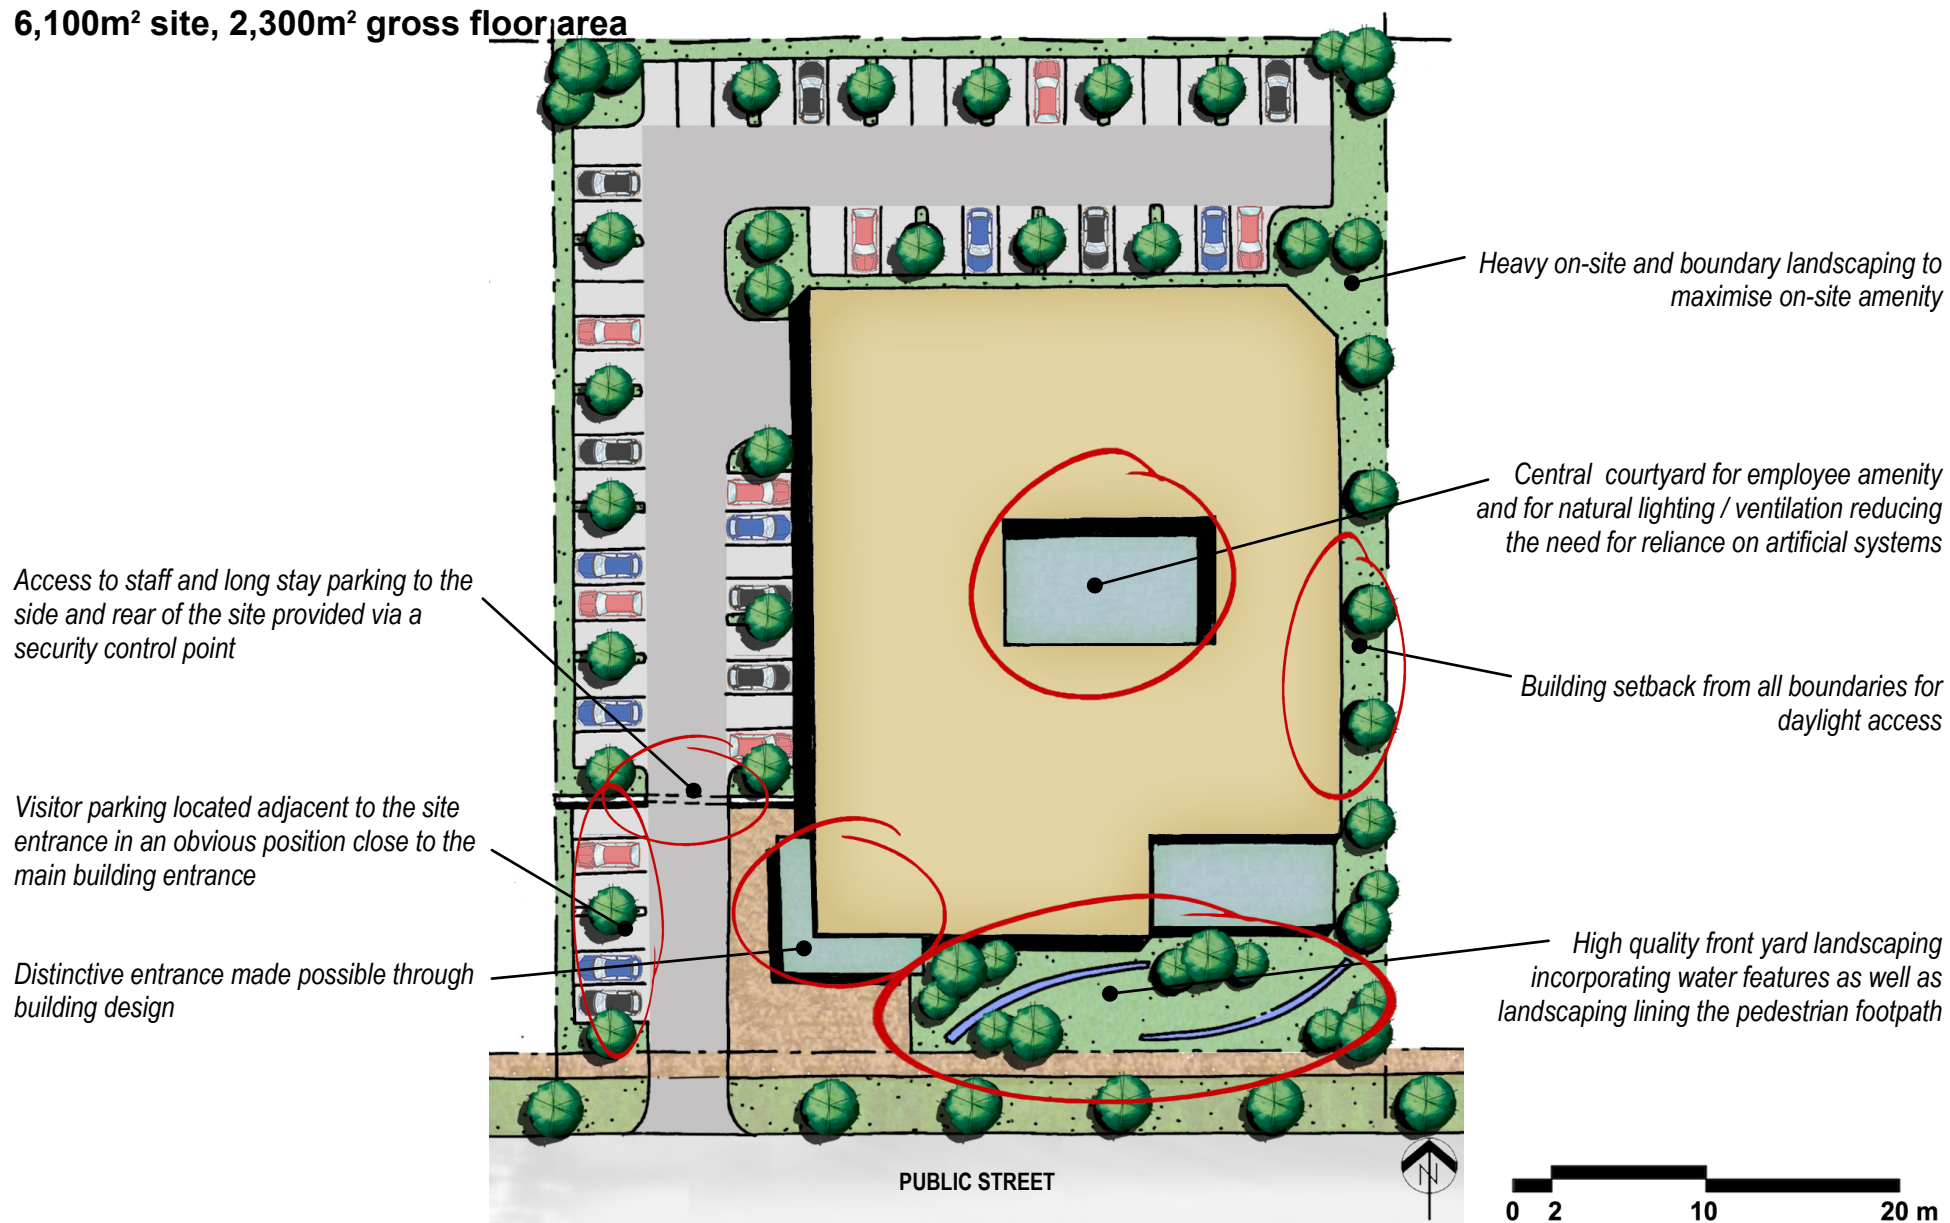 6,100m² site, 2,300m² gross floor area
Heavy on-site and boundary landscaping to
maximise on-site amenity
Central courtyard for employee amenity
and for natural lighting / ventilation reducing
the need for reliance on artificial systems
Access to staff and long stay parking to the
side and rear of the site provided via a
security control point
Building setback from all boundaries for
daylight access
Visitor parking located adjacent to the site
entrance in an obvious position close to the
main building entrance
Distinctive entrance made possible through
building design
High quality front yard landscaping
incorporating water features as well as
landscaping lining the pedestrian footpath
PUBLIC STREET
N
0 2 10 20 m